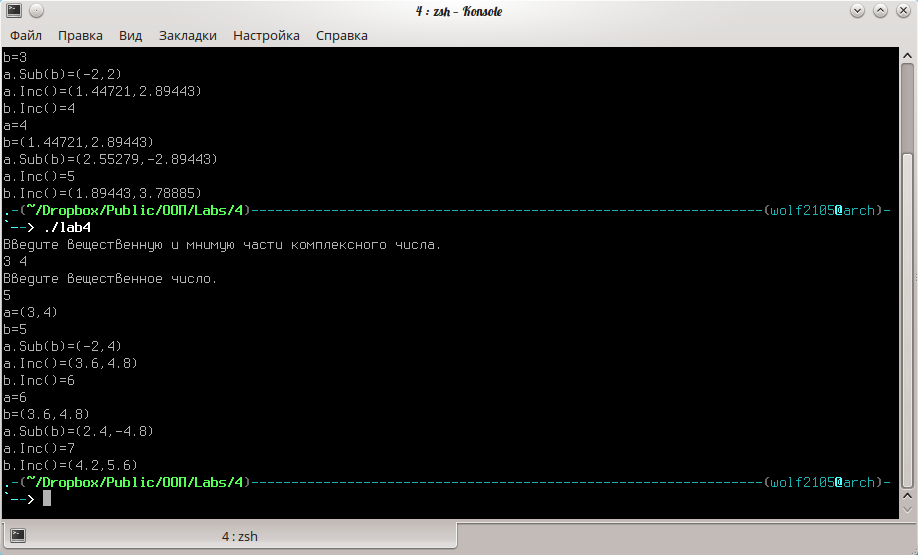 4 : zsh – Konsole
Файл Правка Вид Закладки Настройка Справка
b=3
a.Sub(b)=(-2,2)
a.Inc()=(1.44721,2.89443)
b.Inc()=4
a=4
b=(1.44721,2.89443)
a.Sub(b)=(2.55279,-2.89443)
a.Inc()=5
b.Inc()=(1.89443,3.78885)
.-(~/Dropbox/Public/ООП/Labs/4)----------------------------------------------------------------(wolf2105@arch)-
`--> ./lab4
Введите вещественную и мнимую части комплексного числа.
3 4
Введите вещественное число.
5
a=(3,4)
b=5
a.Sub(b)=(-2,4)
a.Inc()=(3.6,4.8)
b.Inc()=6
a=6
b=(3.6,4.8)
a.Sub(b)=(2.4,-4.8)
a.Inc()=7
b.Inc()=(4.2,5.6)
.-(~/Dropbox/Public/ООП/Labs/4)----------------------------------------------------------------(wolf2105@arch)-
`-->
4 : zsh